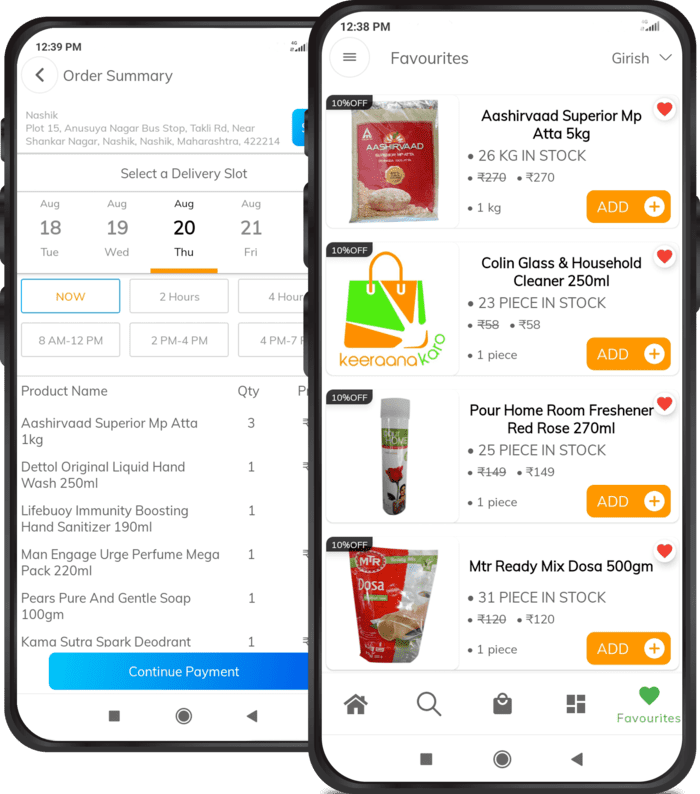 12:39 PM
4G
Order Summary
Nashik
Plot 15, Anusuya Nagar Bus Stop, Takli Rd, Near
Shankar Nagar, Nashik, Nashik, Maharashtra, 422214
Select a Delivery Slot
Aug Aug Aug Aug
18 19 20 21
Tue Wed Thu Fri
NOW 2 Hours 4 Hour
8 AM-12 PM 2 PM-4 PM 4 PM-7
Product Name Qty
Aashirvaad Superior Mp Atta 3
1kg
Dettol Original Liquid Hand 1
Wash 250ml
Lifebuoy Immunity Boosting 1
Hand Sanitizer 190ml
Man Engage Urge Perfume Mega 1
Pack 220ml
Pears Pure And Gentle Soap 1
100gm
Kama Sutra Spark Deodrant 1
Continue Payment
12:38 PM
4G
Favourites
Girish
10%OFF
AASHIRVAAD
Aashirvaad Superior Mp
Atta 5kg
• 26 KG IN STOCK
• ₹270 • ₹270
• 1 kg
ADD
10%OFF
keeraanakaro
Colin Glass & Household
Cleaner 250ml
• 23 PIECE IN STOCK
• ₹58 • ₹58
• 1 piece
ADD
10%OFF
POUR
HOME
Pour Home Room Freshener
Red Rose 270ml
• 25 PIECE IN STOCK
• ₹149 • ₹149
• 1 piece
ADD
10%OFF
MTR
Dosa
Mtr Ready Mix Dosa 500gm
• 31 PIECE IN STOCK
• ₹120 • ₹120
• 1 piece
ADD
Favourites